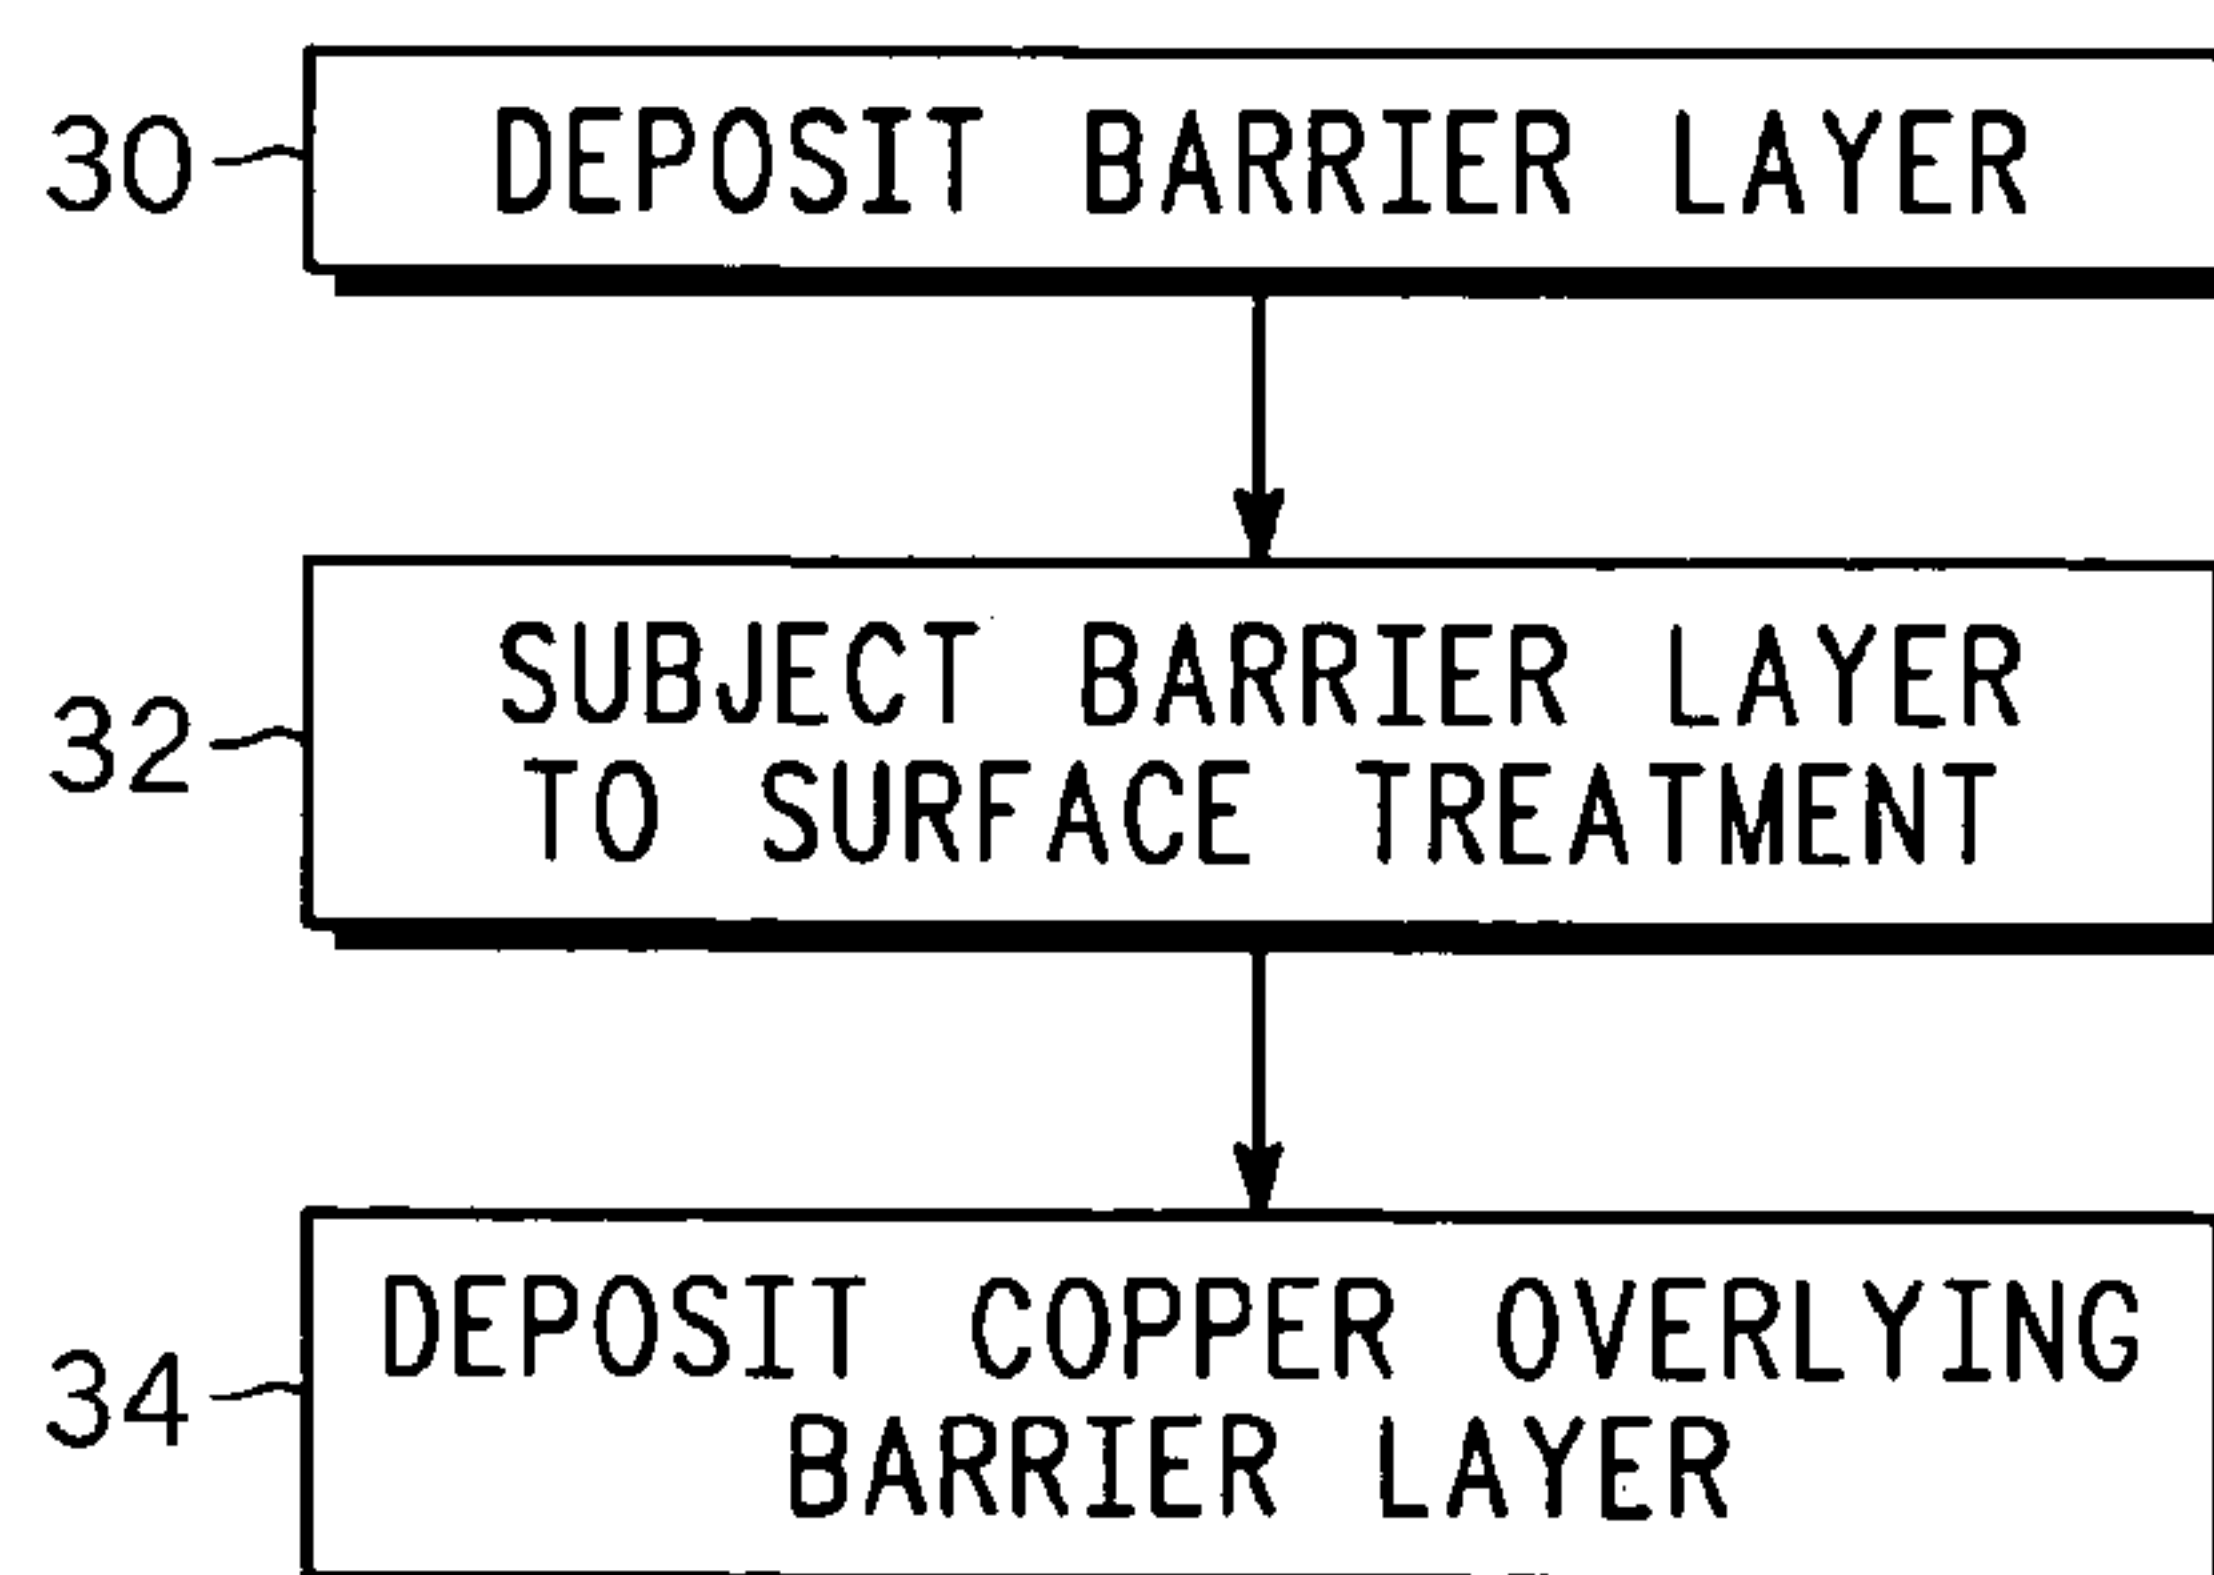 30
DEPOSIT BARRIER LAYER
32
SUBJECT BARRIER LAYER
TO SURFACE TREATMENT
34
DEPOSIT COPPER OVERLYING
BARRIER LAYER